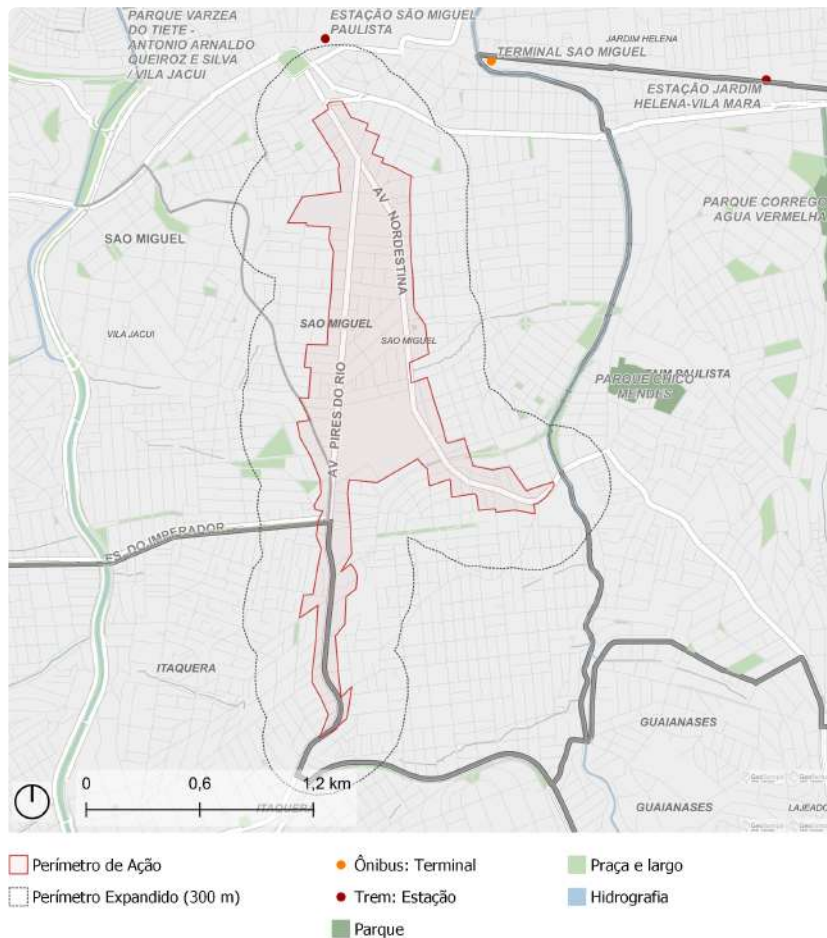 PARQUE VARZEA
DO TIETE -
ANTONIO ARNALDO
QUEIROZ E SILVA
/ VILA JACUI
ESTAÇÃO SÃO MIGUEL
PAULISTA
JARDIM HELENA
TERMINAL SAO MIGUEL
ESTAÇÃO JARDIM
HELENA-VILA MARA
AV. NORDESTINA
PARQUE CORREGO
AGUA VERMELHA
SAO MIGUEL
VILA JACUI
SAO MIGUEL
SAO MIGUEL
PAULISTA
PARQUE CHICO
MENDES
AV. PIRES DO RIO
ES. DO IMPERADOR
ITAQUERA
GUAIANASES
0 0,6 1,2 km
ITAQUERA
GUAIANASES
LAJEADO
Perímetro de Ação
Ônibus: Terminal
Praça e largo
Perímetro Expandido (300 m)
Trem: Estação
Hidrografia
Parque